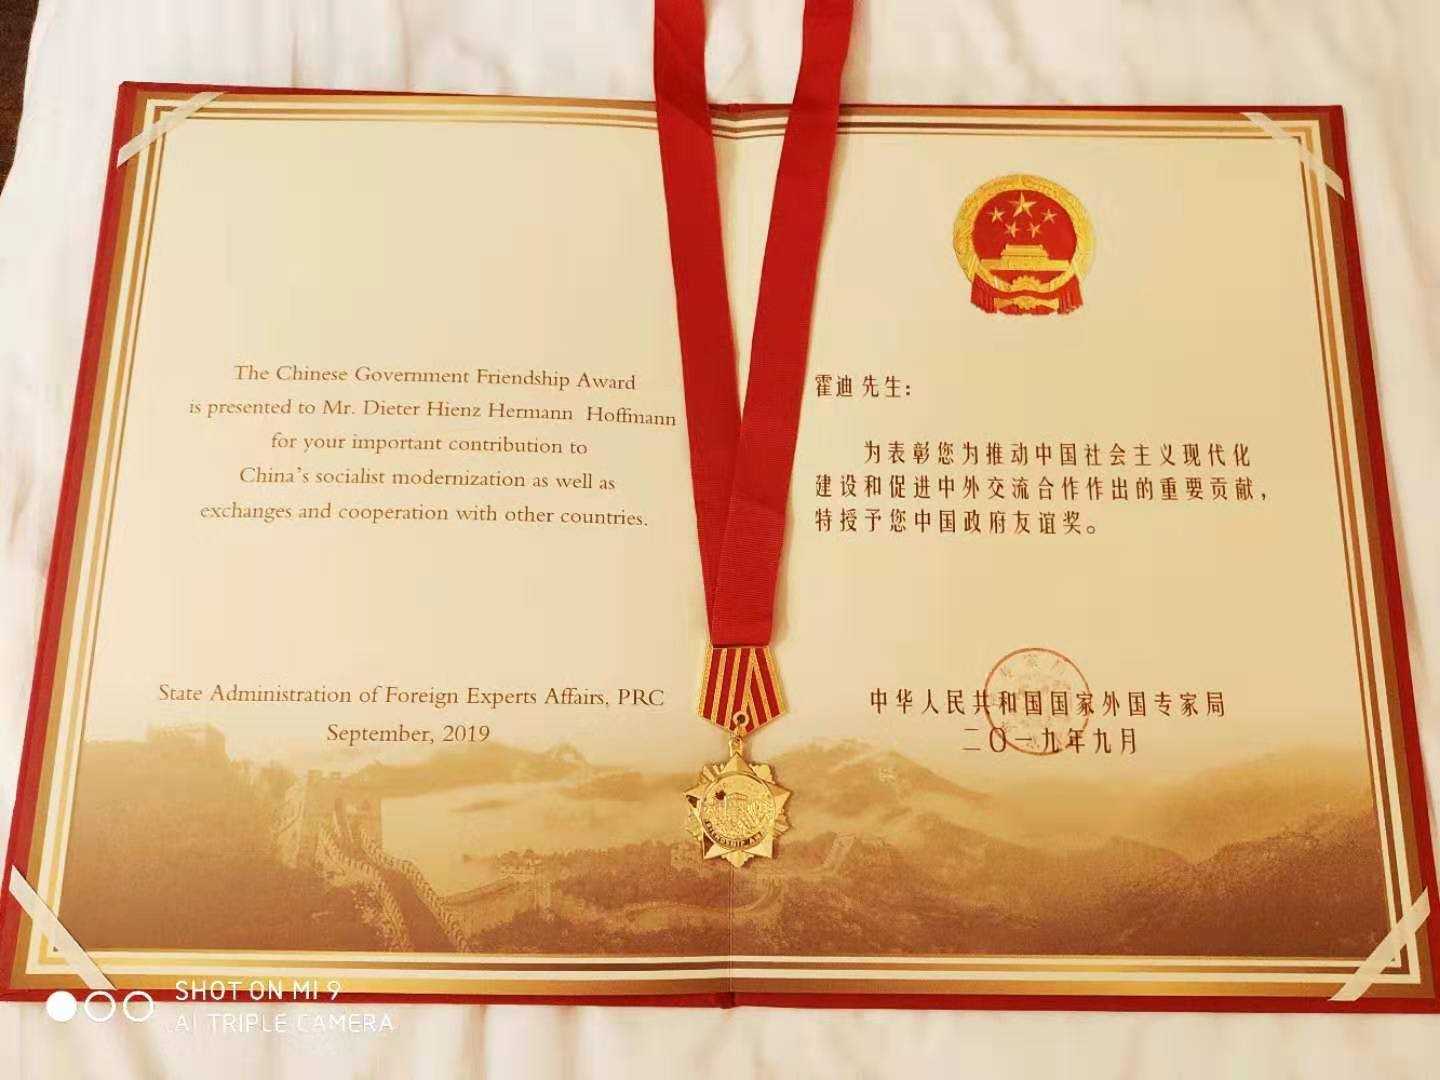 The Chinese Government Friendship Award
is presented to Mr. Dieter Hienz Hermann Hoffmann
for your important contribution to
China's socialist modernization as well as
exchanges and cooperation with other countries.
State Administration of Foreign Experts Affairs, PRC
September, 2019
霍迪 先生:
为表彰您为推动中国社会主义现代化
建设和促进中外交流合作作出的重要贡献,
特授予您中国政府友谊奖。
中华人民共和国国家外国专家局
二〇一九年九月
SHOT ON MI 9
AI TRIPLE CAMERA